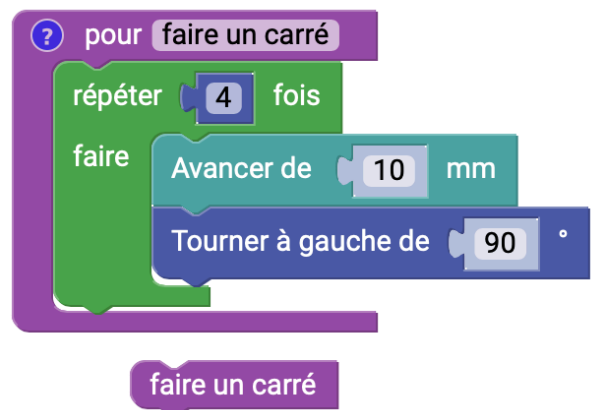 ? pour faire un carré
répéter 4 fois
faire Avancer de 10 mm
Tourner à gauche de 90 °
faire un carré